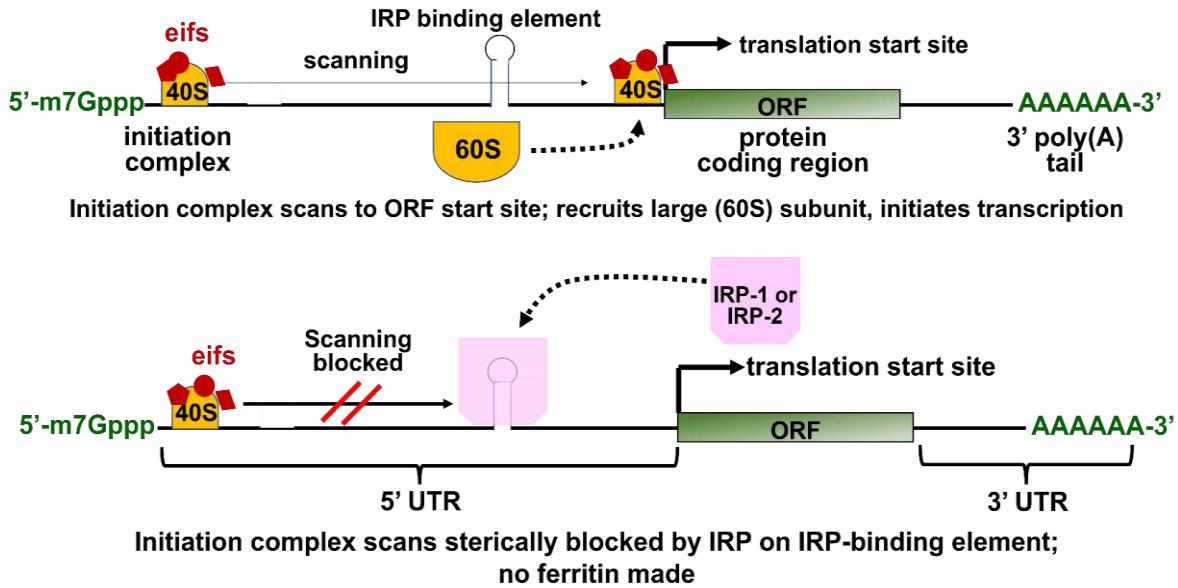 IRP binding element
eifs
scanning
translation start site
40S
40S
5’-m7Gppp
ORF
AAAAAA-3’
initiation
complex
60S
protein
coding region
3’ poly(A)
tail
Initiation complex scans to ORF start site; recruits large (60S) subunit, initiates transcription
IRP-1 or
IRP-2
eifs
Scanning
blocked
translation start site
40S
5’-m7Gppp
ORF
AAAAAA-3’
5’ UTR
3’ UTR
Initiation complex scans sterically blocked by IRP on IRP-binding element;
no ferritin made